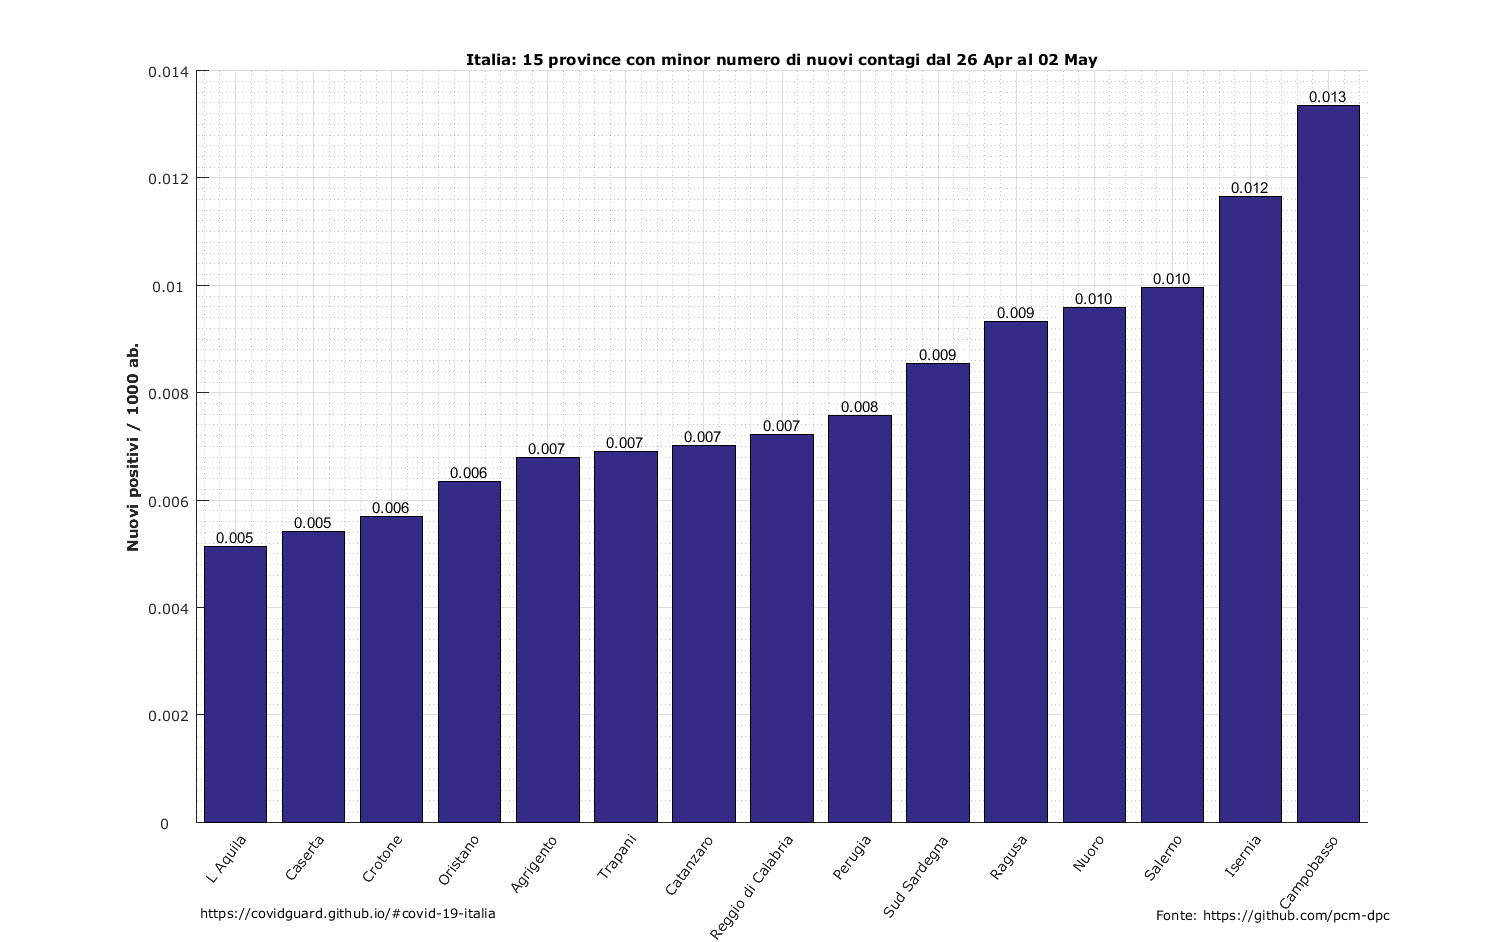 Italia: 15 province con minor numero di nuovi contagi dal 26 Apr al 02 May
Nuovi positivi / 1000 ab.
0.014
0.012
0.01
0.008
0.006
0.004
0.002
0
0.005
0.005
0.006
0.006
0.007
0.007
0.007
0.007
0.008
0.009
0.009
0.010
0.010
0.012
0.013
L Aquila
Caserta
Crotone
Oristano
Agrigento
Trapani
Catanzaro
Reggio di Calabria
Perugia
Sud Sardegna
Ragusa
Nuoro
Salerno
Isernia
Campobasso
https://covidguard.github.io/#covid-19-italia
Fonte: https://github.com/pcm-dpc